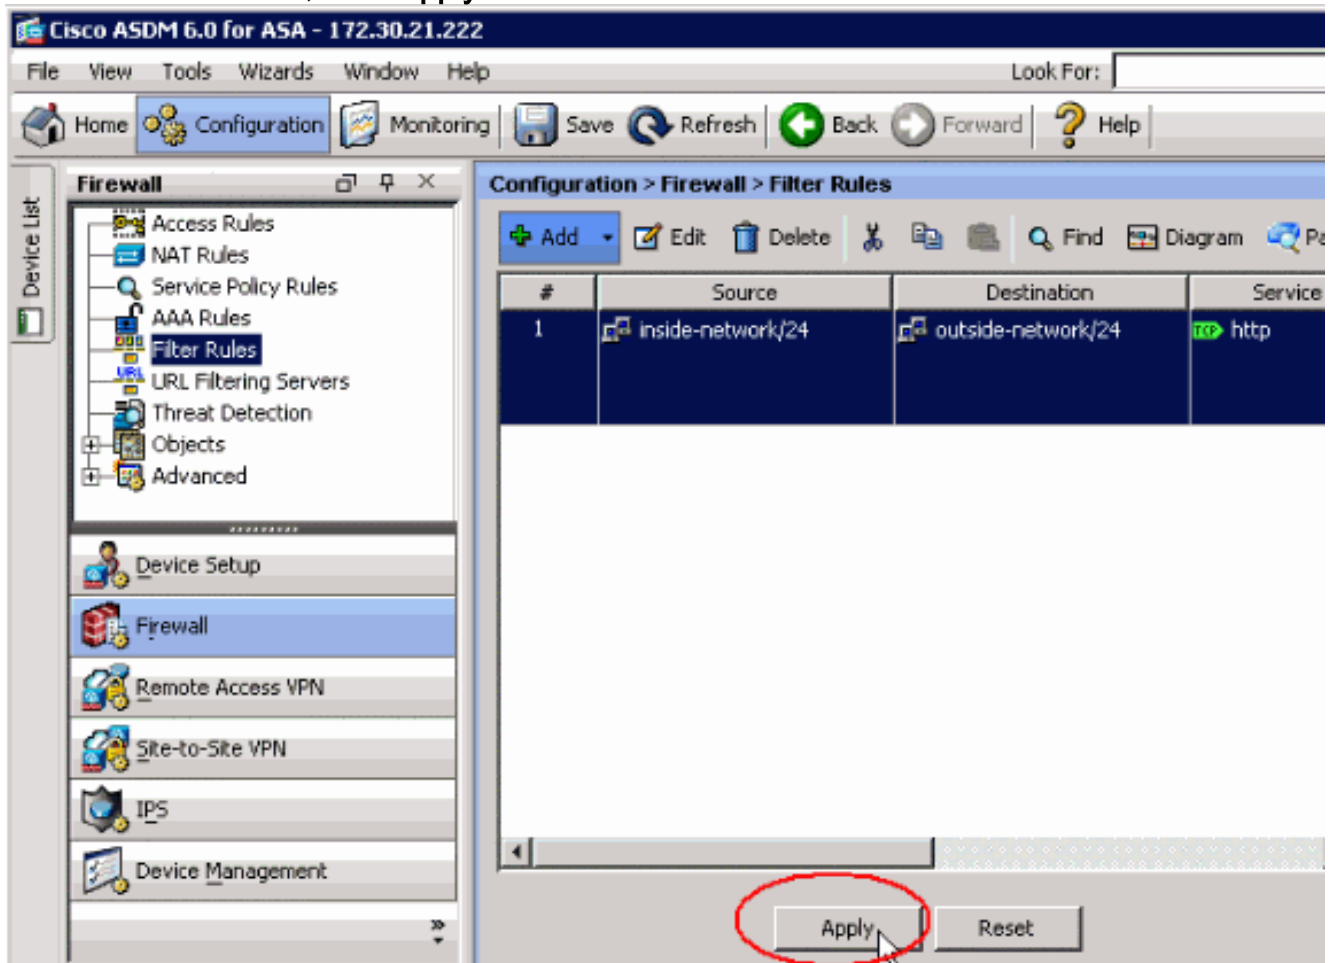 Cisco ASDM 6.0 for ASA - 172.30.21.222
File View Tools Wizards Window Help Look For:
Home Configuration Monitoring Save Refresh Back Forward Help
Device List
Firewall
Access Rules
NAT Rules
Service Policy Rules
AAA Rules
Filter Rules
URL Filtering Servers
Threat Detection
Objects
Advanced
Device Setup
Firewall
Remote Access VPN
Site-to-Site VPN
IPS
Device Management
Configuration > Firewall > Filter Rules
Add Edit Delete Find Diagram Pa
# Source Destination Service
1 inside-network/24 outside-network/24 TCP http
Apply Reset